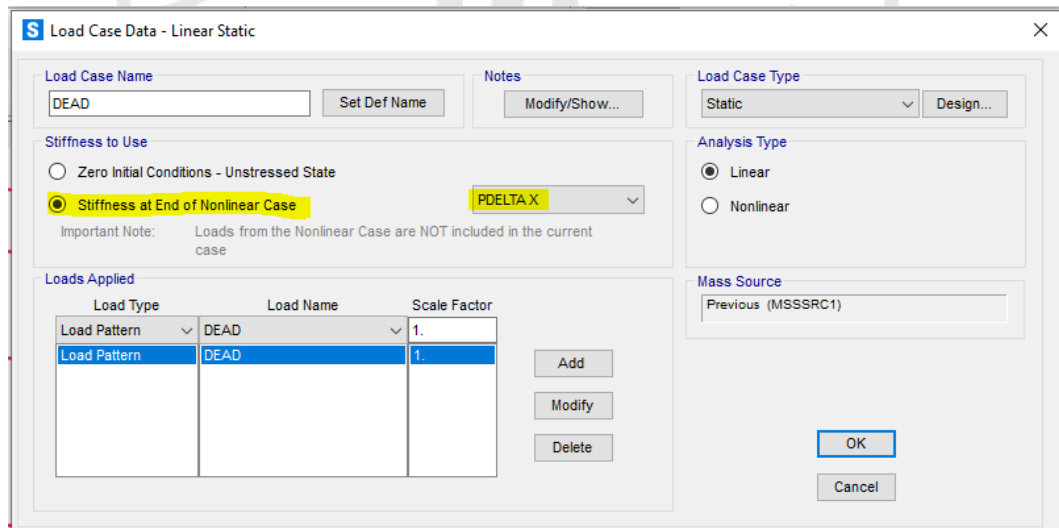 S Load Case Data - Linear Static
Load Case Name
DEAD
Set Def Name
Notes
Modify/Show...
Load Case Type
Static
Design...
Stiffness to Use
Zero Initial Conditions - Unstressed State
Stiffness at End of Nonlinear Case
PDELTA X
Important Note: Loads from the Nonlinear Case are NOT included in the current
case
Analysis Type
Linear
Nonlinear
Loads Applied
Load Type Load Name Scale Factor
Load Pattern DEAD 1.
Load Pattern DEAD 1.
Add
Modify
Delete
Mass Source
Previous (MSSSRC1)
OK
Cancel